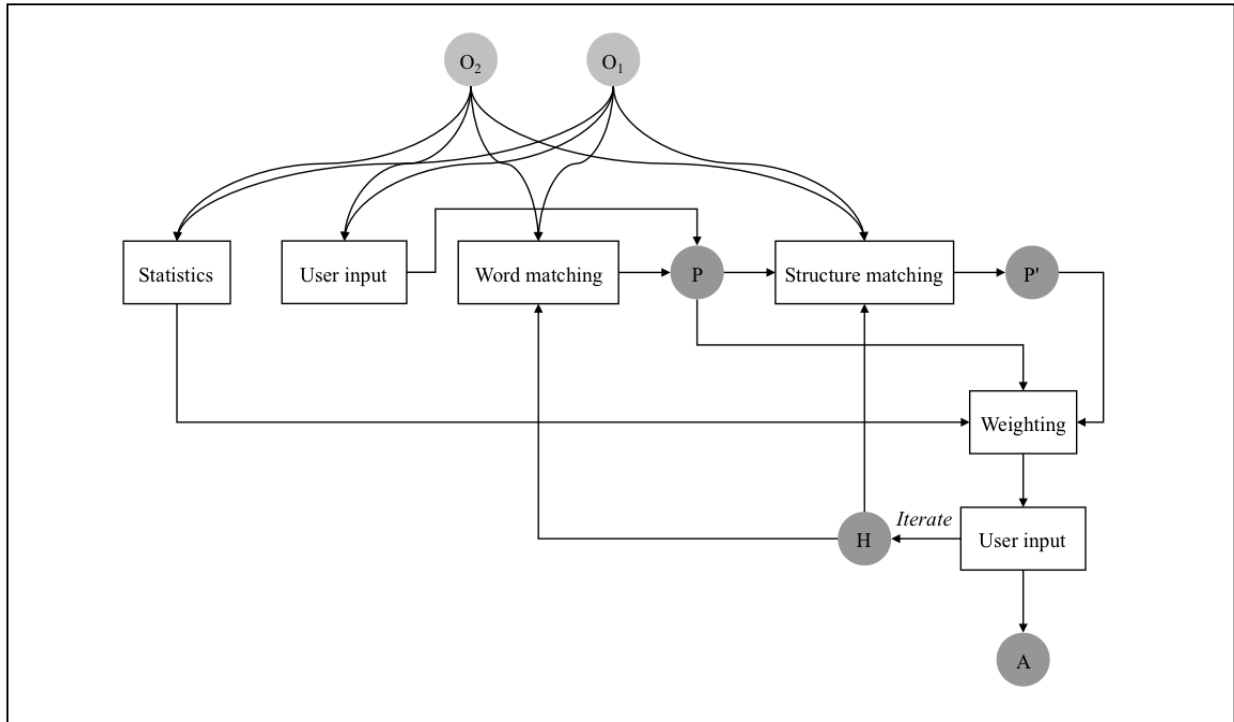 O₂
O₁
Statistics
User input
Word matching
P
Structure matching
P'
Weighting
Iterate
H
User input
A